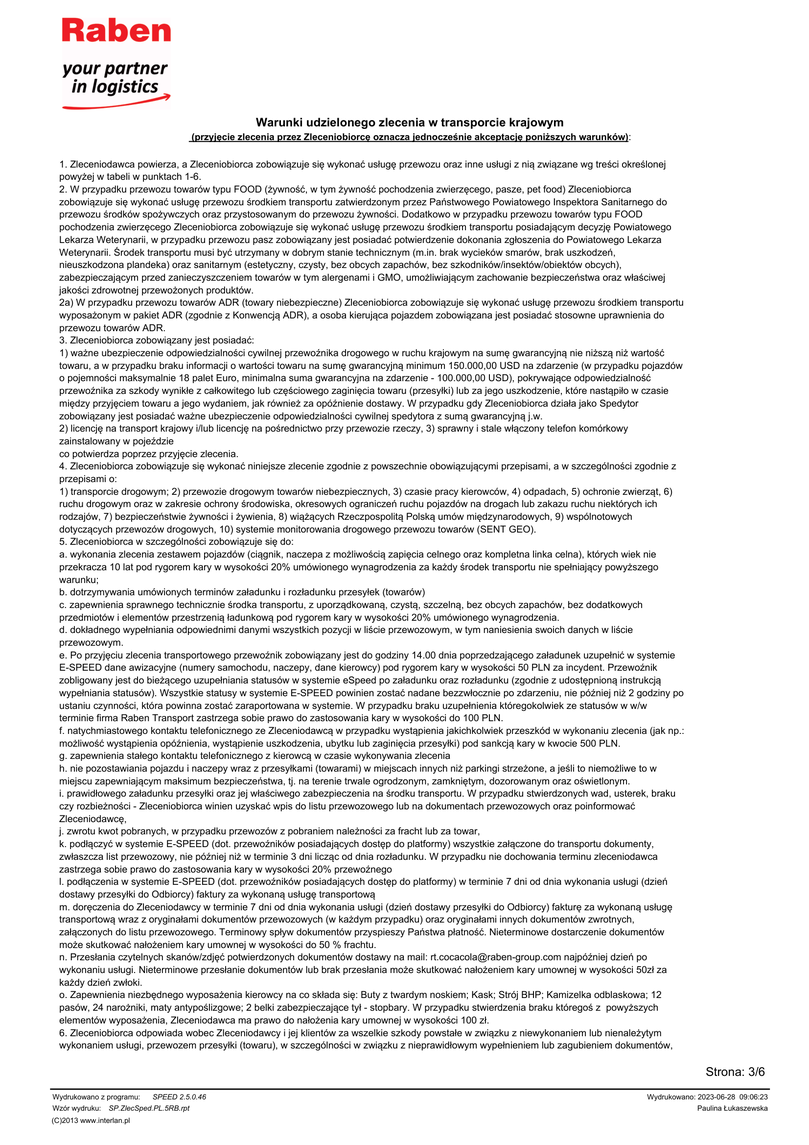 Raben
your partner
in logistics
Warunki udzielonego zlecenia w transporcie krajowym
(przyjęcie zlecenia przez Zleceniobiorcę oznacza jednocześnie akceptację poniższych warunków):
1. Zleceniodawca powierza, a Zleceniobiorca zobowiązuje się wykonać usługę przewozu oraz inne usługi z nią związane wg treści określonej
powyżej w tabeli w punktach 1-6.
2. W przypadku przewozu towarów typu FOOD (żywność, w tym żywność pochodzenia zwierzęcego, pasze, pet food) Zleceniobiorca
zobowiązuje się wykonać usługę przewozu środkiem transportu zatwierdzonym przez Państwowego Powiatowego Inspektora Sanitarnego do
przewozu środków spożywczych oraz przystosowanym do przewozu żywności. Dodatkowo w przypadku przewozu towarów typu FOOD
pochodzenia zwierzęcego Zleceniobiorca zobowiązuje się wykonać usługę przewozu środkiem transportu posiadającym decyzję Powiatowego
Lekarza Weterynarii, w przypadku przewozu pasz zobowiązany jest posiadać potwierdzenie dokonania zgłoszenia do Powiatowego Lekarza
Weterynarii. Środek transportu musi być utrzymany w dobrym stanie technicznym (m.in. brak wycieków smarów, brak uszkodzeń,
nieuszkodzona plandeka) oraz sanitarnym (estetyczny, czysty, bez obcych zapachów, bez szkodników/insektów/obiektów obcych),
zabezpieczającym przed zanieczyszczeniem towarów w tym alergenami i GMO, umożliwiającym zachowanie bezpieczeństwa oraz właściwej
jakości zdrowotnej przewożonych produktów.
2a) W przypadku przewozu towarów ADR (towary niebezpieczne) Zleceniobiorca zobowiązuje się wykonać usługę przewozu środkiem transportu
wyposażonym w pakiet ADR (zgodnie z Konwencją ADR), a osoba kierująca pojazdem zobowiązana jest posiadać stosowne uprawnienia do
przewozu towarów ADR.
3. Zleceniobiorca zobowiązany jest posiadać:
1) ważne ubezpieczenie odpowiedzialności cywilnej przewoźnika drogowego w ruchu krajowym na sumę gwarancyjną nie niższą niż wartość
towaru, a w przypadku braku informacji o wartości towaru na sumę gwarancyjną minimum 150.000,00 USD na zdarzenie (w przypadku pojazdów
o pojemności maksymalnie 18 palet Euro, minimalna suma gwarancyjna na zdarzenie - 100.000,00 USD), pokrywające odpowiedzialność
przewoźnika za szkody wynikłe z całkowitego lub częściowego zaginięcia towaru (przesyłki) lub za jego uszkodzenie, które nastąpiło w czasie
między przyjęciem towaru a jego wydaniem, jak również za opóźnienie dostawy. W przypadku gdy Zleceniobiorca działa jako Spedytor
zobowiązany jest posiadać ważne ubezpieczenie odpowiedzialności cywilnej spedytora z sumą gwarancyjną j.w.
2) licencję na transport krajowy i/lub licencję na pośrednictwo przy przewozie rzeczy, 3) sprawny i stale włączony telefon komórkowy
zainstalowany w pojeździe
co potwierdza poprzez przyjęcie zlecenia.
4. Zleceniobiorca zobowiązuje się wykonać niniejsze zlecenie zgodnie z powszechnie obowiązującymi przepisami, a w szczególności zgodnie z
przepisami o:
1) transporcie drogowym; 2) przewozie drogowym towarów niebezpiecznych, 3) czasie pracy kierowców, 4) odpadach, 5) ochronie zwierząt, 6)
ruchu drogowym oraz w zakresie ochrony środowiska, okresowych ograniczeń ruchu pojazdów na drogach lub zakazu ruchu niektórych ich
rodzajów, 7) bezpieczeństwie żywności i żywienia, 8) wiążących Rzeczpospolitą Polską umów międzynarodowych, 9) wspólnotowych
dotyczących przewozów drogowych, 10) systemie monitorowania drogowego przewozu towarów (SENT GEO).
5. Zleceniobiorca w szczególności zobowiązuje się do:
a. wykonania zlecenia zestawem pojazdów (ciągnik, naczepa z możliwością zapięcia celnego oraz kompletna linka celna), których wiek nie
przekracza 10 lat pod rygorem kary w wysokości 20% umówionego wynagrodzenia za każdy środek transportu nie spełniający powyższego
warunku;
b. dotrzymywania umówionych terminów załadunku i rozładunku przesyłek (towarów)
c. zapewnienia sprawnego technicznie środka transportu, z uporządkowaną, czystą, szczelną, bez obcych zapachów, bez dodatkowych
przedmiotów i elementów przestrzenią ładunkową pod rygorem kary w wysokości 20% umówionego wynagrodzenia.
d. dokładnego wypełniania odpowiednimi danymi wszystkich pozycji w liście przewozowym, w tym naniesienia swoich danych w liście
przewozowym.
e. Po przyjęciu zlecenia transportowego przewoźnik zobowiązany jest do godziny 14.00 dnia poprzedzającego załadunek uzupełnić w systemie
E-SPEED dane awizacyjne (numery samochodu, naczepy, dane kierowcy) pod rygorem kary w wysokości 50 PLN za incydent. Przewoźnik
zobligowany jest do bieżącego uzupełniania statusów w systemie eSpeed po załadunku oraz rozładunku (zgodnie z udostępnioną instrukcją
wypełniania statusów). Wszystkie statusy w systemie E-SPEED powinien zostać nadane bezzwłocznie po zdarzeniu, nie później niż 2 godziny po
ustaniu czynności, która powinna zostać zaraportowana w systemie. W przypadku braku uzupełnienia któregokolwiek ze statusów w w/w
terminie firma Raben Transport zastrzega sobie prawo do zastosowania kary w wysokości do 100 PLN.
f. natychmiastowego kontaktu telefonicznego ze Zleceniodawcą w przypadku wystąpienia jakichkolwiek przeszkód w wykonaniu zlecenia (jak np.:
możliwość wystąpienia opóźnienia, wystąpienie uszkodzenia, ubytku lub zaginięcia przesyłki) pod sankcją kary w kwocie 500 PLN.
g. zapewnienia stałego kontaktu telefonicznego z kierowcą w czasie wykonywania zlecenia
h. nie pozostawiania pojazdu i naczepy wraz z przesyłkami (towarami) w miejscach innych niż parkingi strzeżone, a jeśli to niemożliwe to w
miejscu zapewniającym maksimum bezpieczeństwa, tj. na terenie trwale ogrodzonym, zamkniętym, dozorowanym oraz oświetlonym.
i. prawidłowego załadunku przesyłki oraz jej właściwego zabezpieczenia na środku transportu. W przypadku stwierdzonych wad, usterek, braku
czy rozbieżności - Zleceniobiorca winien uzyskać wpis do listu przewozowego lub na dokumentach przewozowych oraz poinformować
Zleceniodawcę,
j. zwrotu kwot pobranych, w przypadku przewozów z pobraniem należności za fracht lub za towar,
k. podłączyć w systemie E-SPEED (dot. przewoźników posiadających dostęp do platformy) wszystkie załączone do transportu dokumenty,
zwłaszcza list przewozowy, nie później niż w terminie 3 dni licząc od dnia rozładunku. W przypadku nie dochowania terminu zleceniodawca
zastrzega sobie prawo do zastosowania kary w wysokości 20% przewoźnego
l. podłączenia w systemie E-SPEED (dot. przewoźników posiadających dostęp do platformy) w terminie 7 dni od dnia wykonania usługi (dzień
dostawy przesyłki do Odbiorcy) faktury za wykonaną usługę transportową
m. doręczenia do Zleceniodawcy w terminie 7 dni od dnia wykonania usługi (dzień dostawy przesyłki do Odbiorcy) fakturę za wykonaną usługę
transportową wraz z oryginałami dokumentów przewozowych (w każdym przypadku) oraz oryginałami innych dokumentów zwrotnych,
załączonych do listu przewozowego. Terminowy spływ dokumentów przyspieszy Państwa płatność. Nieterminowe dostarczenie dokumentów
może skutkować nałożeniem kary umownej w wysokości do 50 % frachtu.
n. Przesłania czytelnych skanów/zdjęć potwierdzonych dokumentów dostawy na mail: rt.cocacola@raben-group.com najpóźniej dzień po
wykonaniu usługi. Nieterminowe przesłanie dokumentów lub brak przesłania może skutkować nałożeniem kary umownej w wysokości 50zł za
każdy dzień zwłoki.
o. Zapewnienia niezbędnego wyposażenia kierowcy na co składa się: Buty z twardym noskiem; Kask; Strój BHP; Kamizelka odblaskowa; 12
pasów, 24 narożniki, maty antypoślizgowe; 2 belki zabezpieczające tył - stopbary. W przypadku stwierdzenia braku któregoś z powyższych
elementów wyposażenia, Zleceniodawca ma prawo do nałożenia kary umownej w wysokości 100 zł.
6. Zleceniobiorca odpowiada wobec Zleceniodawcy i jej klientów za wszelkie szkody powstałe w związku z niewykonaniem lub nienależytym
wykonaniem usługi, przewozem przesyłki (towaru), w szczególności w związku z nieprawidłowym wypełnieniem lub zagubieniem dokumentów,
Strona: 3/6
Wydrukowano z programu: SPEED 2.5.0.46
Wydrukowano: 2023-06-28 09:06:23
Wzór wydruku: SP.ZlecSped.PL.5RB.rpt
Paulina Łukaszewska
(C)2013 www.interlan.pl